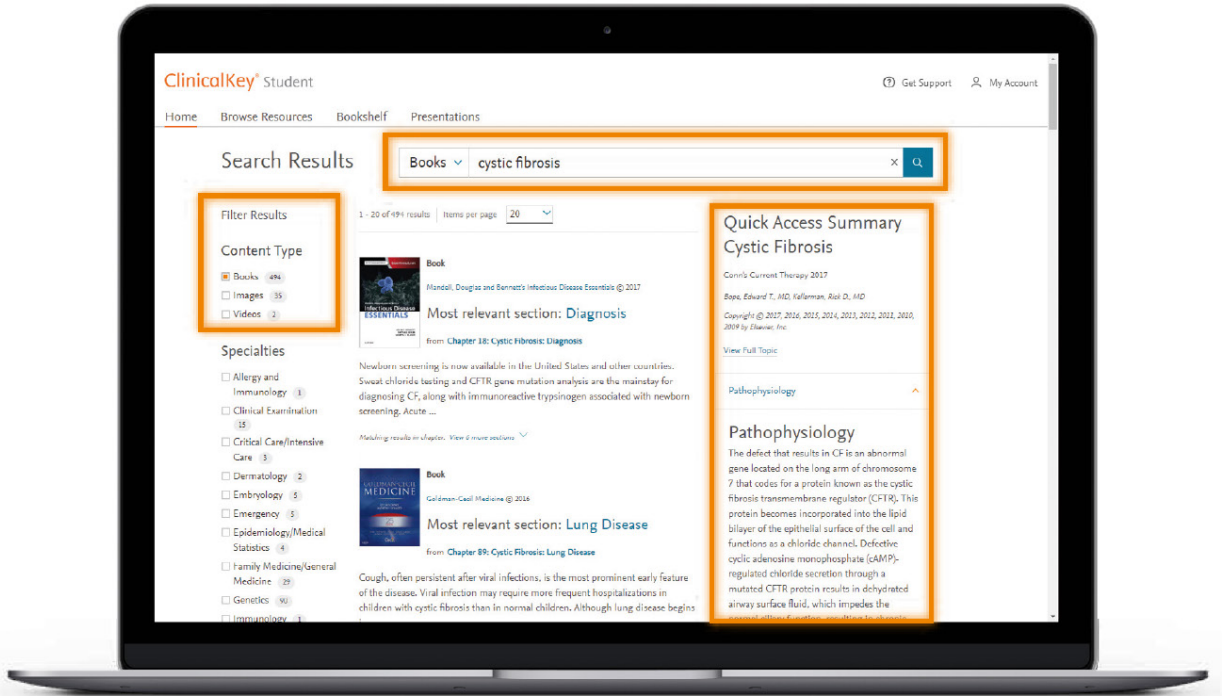 ClinicalKey® Student
Get Support
My Account
Home
Browse Resources
Bookshelf
Presentations
Search Results
Books
cystic fibrosis
×
Filter Results
Content Type
Books 494
Images 35
Videos 2
Specialties
Allergy and
Immunology 1
Clinical Examination
15
Critical Care/Intensive
Care 5
Dermatology 2
Embryology 5
Emergency 5
Epidemiology/Medical
Statistics 4
Family Medicine/General
Medicine 29
Genetics 90
Immunology 1
1 - 20 of 494 results
Items per page 20
Infectious Disease
ESSENTIALS
Book
Mandell, Douglas and Bennett's Infectious Disease Essentials © 2017
Most relevant section: Diagnosis
from Chapter 18: Cystic Fibrosis: Diagnosis
Newborn screening is now available in the United States and other countries.
Sweat chloride testing and CFTR gene mutation analysis are the mainstay for
diagnosing CF, along with immunoreactive trypsinogen associated with newborn
screening. Acute ...
Matching results in chapter. View 6 more sections
GOLDMAN-CECIL
MEDICINE
Book
Goldman-Cecil Medicine © 2016
Most relevant section: Lung Disease
from Chapter 89: Cystic Fibrosis: Lung Disease
Cough, often persistent after viral infections, is the most prominent early feature
of the disease. Viral infection may require more frequent hospitalizations in
children with cystic fibrosis than in normal children. Although lung disease begins
Quick Access Summary
Cystic Fibrosis
Conn's Current Therapy 2017
Bope, Edward T., MD, Kellerman, Rick D., MD
Copyright © 2017, 2016, 2015, 2014, 2013, 2012, 2011, 2010,
2009 by Elsevier, Inc.
View Full Topic
Pathophysiology
Pathophysiology
The defect that results in CF is an abnormal
gene located on the long arm of chromosome
7 that codes for a protein known as the cystic
fibrosis transmembrane regulator (CFTR). This
protein becomes incorporated into the lipid
bilayer of the epithelial surface of the cell and
functions as a chloride channel. Defective
cyclic adenosine monophosphate (cAMP)-
regulated chloride secretion through a
mutated CFTR protein results in dehydrated
airway surface fluid, which impedes the
normal ciliary function, resulting in chronic